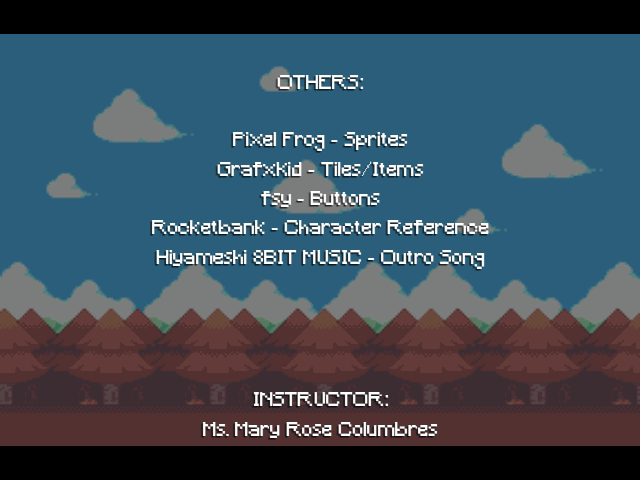 OTHERS:
Pixel Frog - Sprites
GrafxKid - Tiles/Items
fsy - Buttons
Rocketbank - Character Reference
Hiyameshi 8BIT MUSIC - Outro Song
INSTRUCTOR:
Ms. Mary Rose Columbres